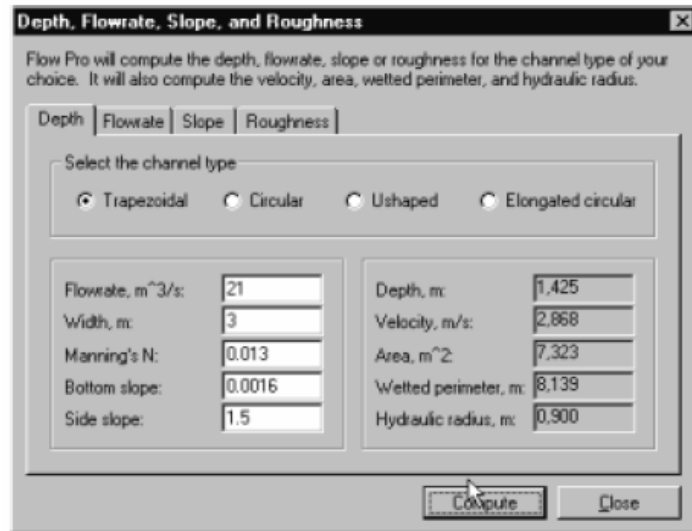 Depth, Flowrate, Slope, and Roughness
Flow Pro will compute the depth, flowrate, slope or roughness for the channel type of your
choice. It will also compute the velocity, area, wetted perimeter, and hydraulic radius.
Depth Flowrate Slope Roughness
Select the channel type
Trapezoidal Circular Ushaped Elongated circular
Flowrate, m^3/s: 21
Width, m: 3
Manning's N: 0.013
Bottom slope: 0.0016
Side slope: 1.5
Depth, m: 1,425
Velocity, m/s: 2,868
Area, m^2: 7,323
Wetted perimeter, m: 8,139
Hydraulic radius, m: 0,900
Compute Close